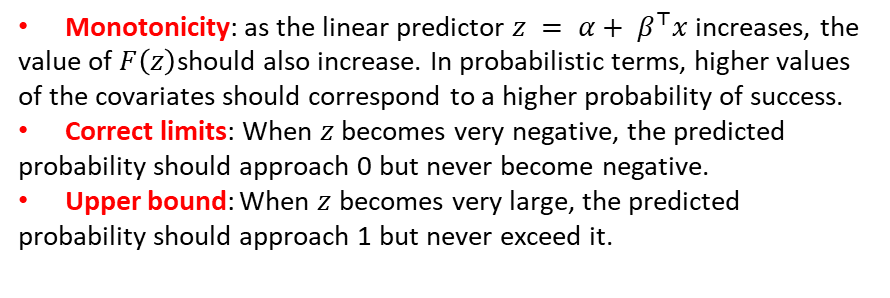 • Monotonicity: as the linear predictor z = α + β⊤x increases, the
value of F(z)should also increase. In probabilistic terms, higher values
of the covariates should correspond to a higher probability of success.
• Correct limits: When z becomes very negative, the predicted
probability should approach 0 but never become negative.
• Upper bound: When z becomes very large, the predicted
probability should approach 1 but never exceed it.